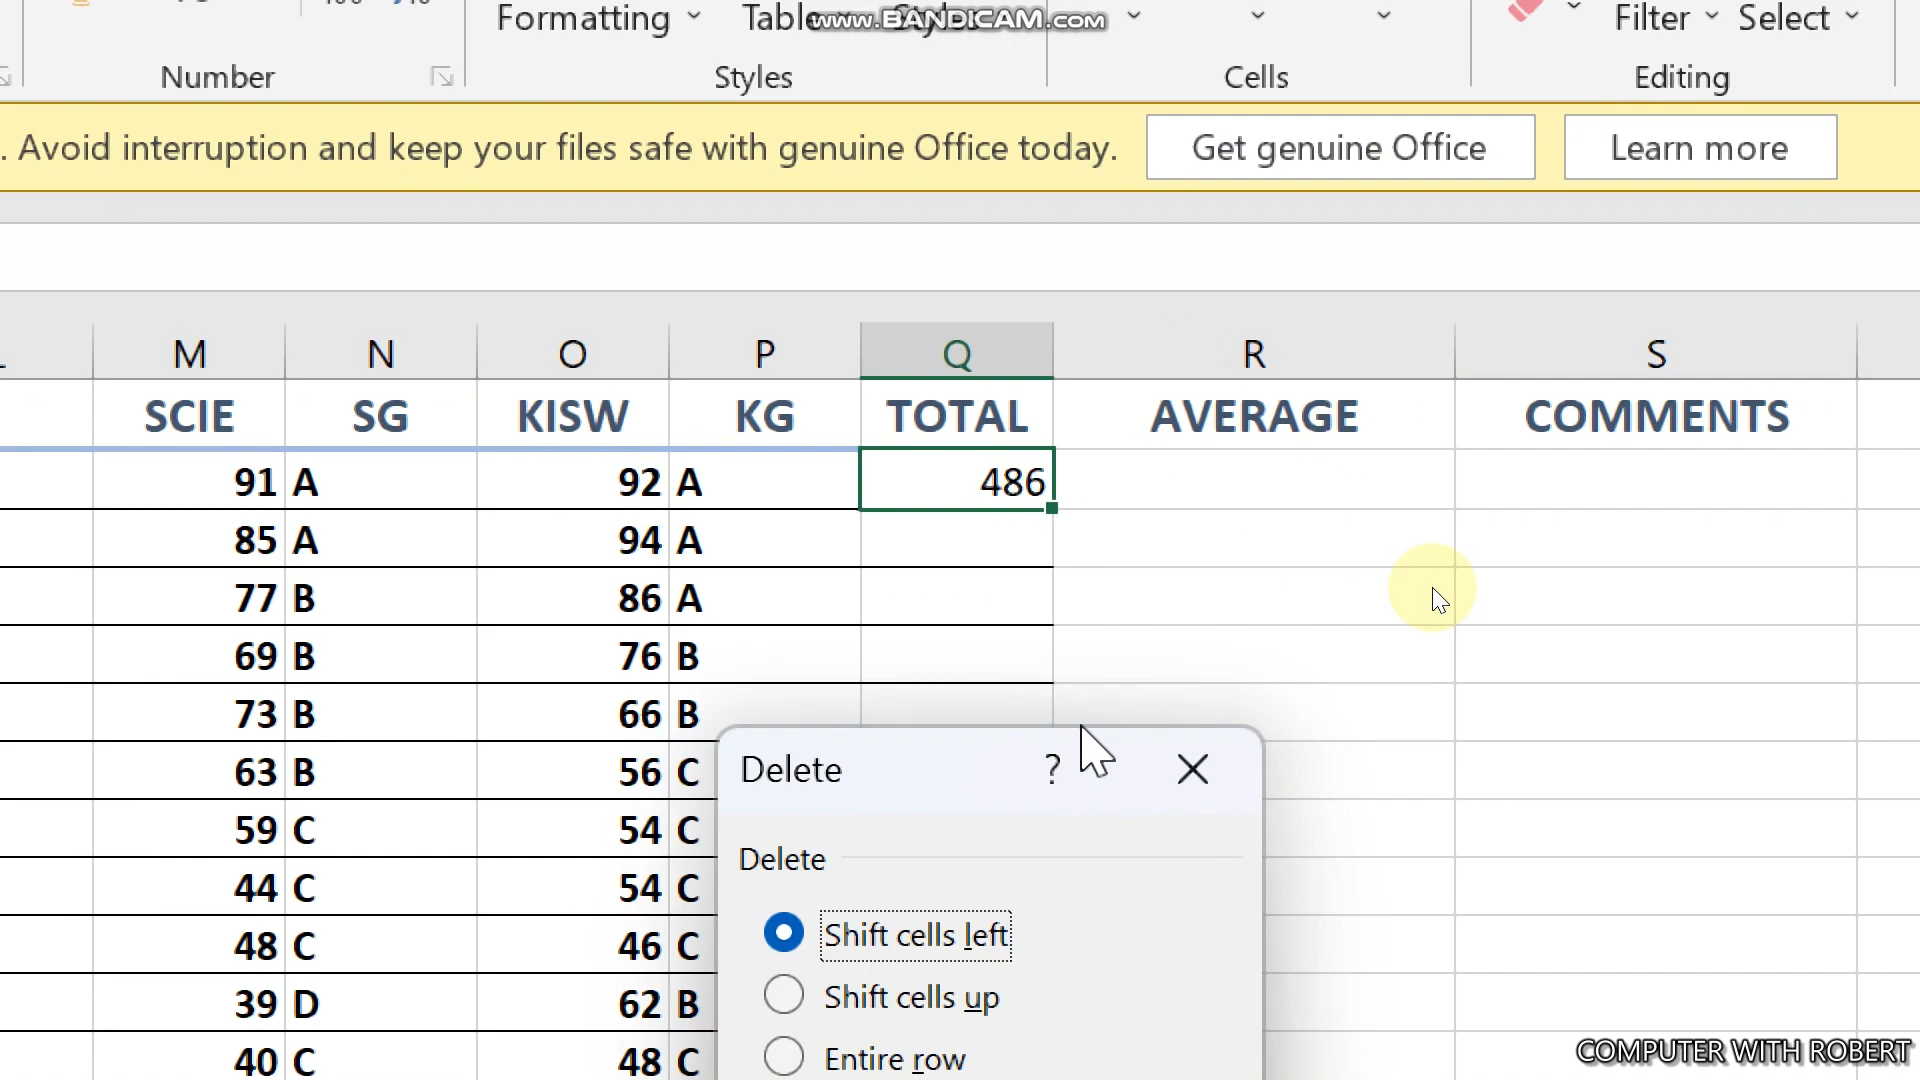 Formatting Table Styles
www.BANDICAM.com
Filter Select
Number Styles Cells Editing
. Avoid interruption and keep your files safe with genuine Office today. Get genuine Office Learn more
M N O P Q R S
SCIE SG KISW KG TOTAL AVERAGE COMMENTS
91 A 92 A 486
85 A 94 A
77 B 86 A
69 B 76 B
73 B 66 B
63 B 56 C
59 C 54 C
44 C 54 C
48 C 46 C
39 D 62 B
40 C 48 C
Delete ?
Delete
Shift cells left
Shift cells up
Entire row
COMPUTER WITH ROBERT